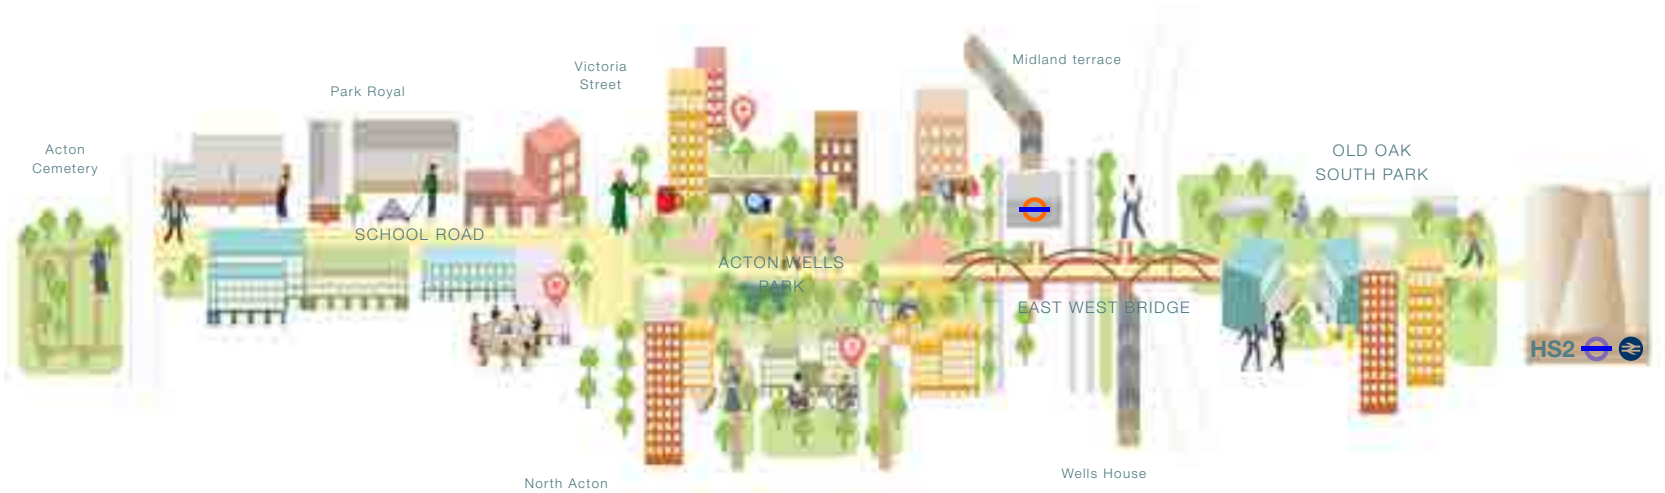 Acton
Cemetery
Park Royal
SCHOOL ROAD
Victoria
Street
ACTON WELLS
PARK
North Acton
Midland terrace
EAST WEST BRIDGE
Wells House
OLD OAK
SOUTH PARK
HS2